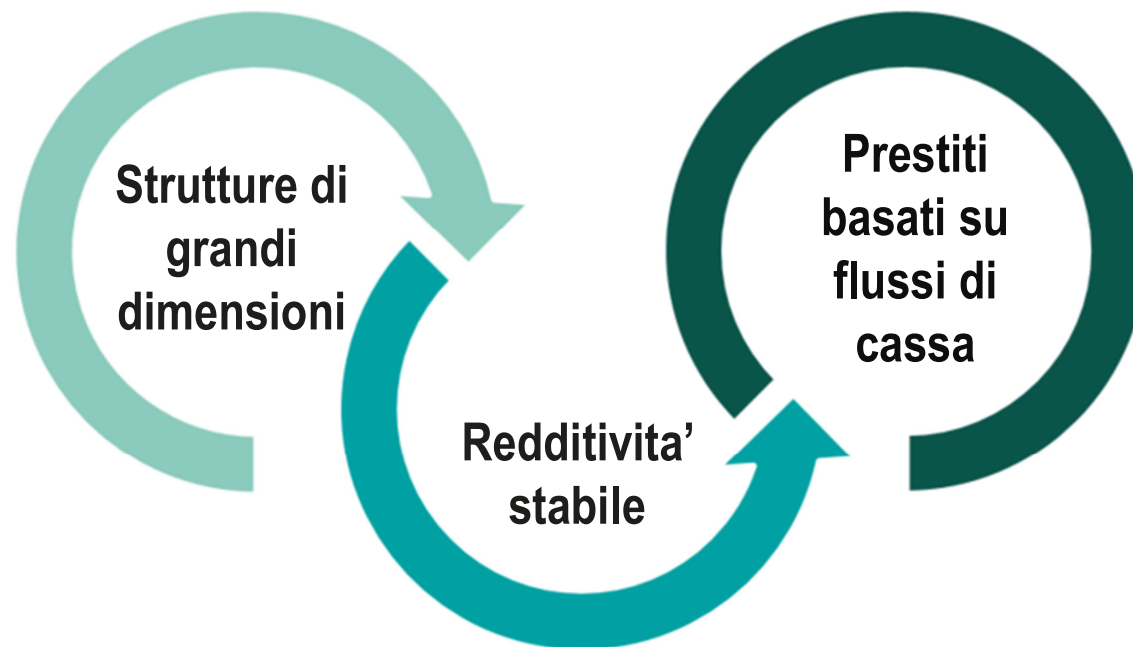 Strutture di
grandi
dimensioni
Redditivita’
stabile
Prestiti
basati su
flussi di
cassa